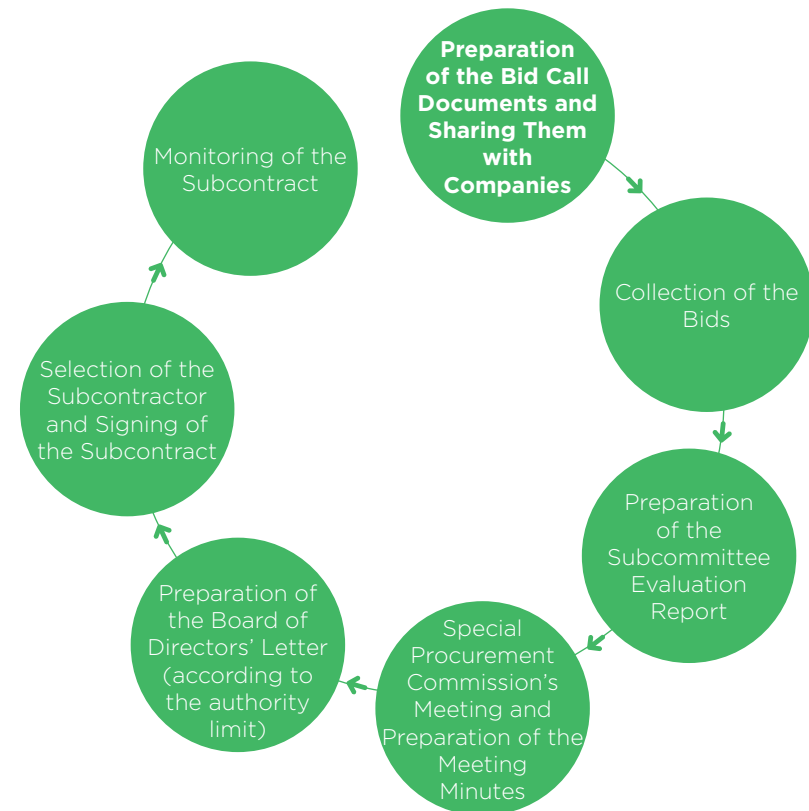 Preparation
of the Bid Call
Documents and
Sharing Them
with
Companies
Collection of the
Bids
Preparation
of the
Subcommittee
Evaluation
Report
Special
Procurement
Commission's
Meeting and
Preparation of the
Meeting
Minutes
Preparation of
the Board of
Directors' Letter
(according to
the authority
limit)
Selection of the
Subcontractor
and Signing of
the Subcontract
Monitoring of the
Subcontract